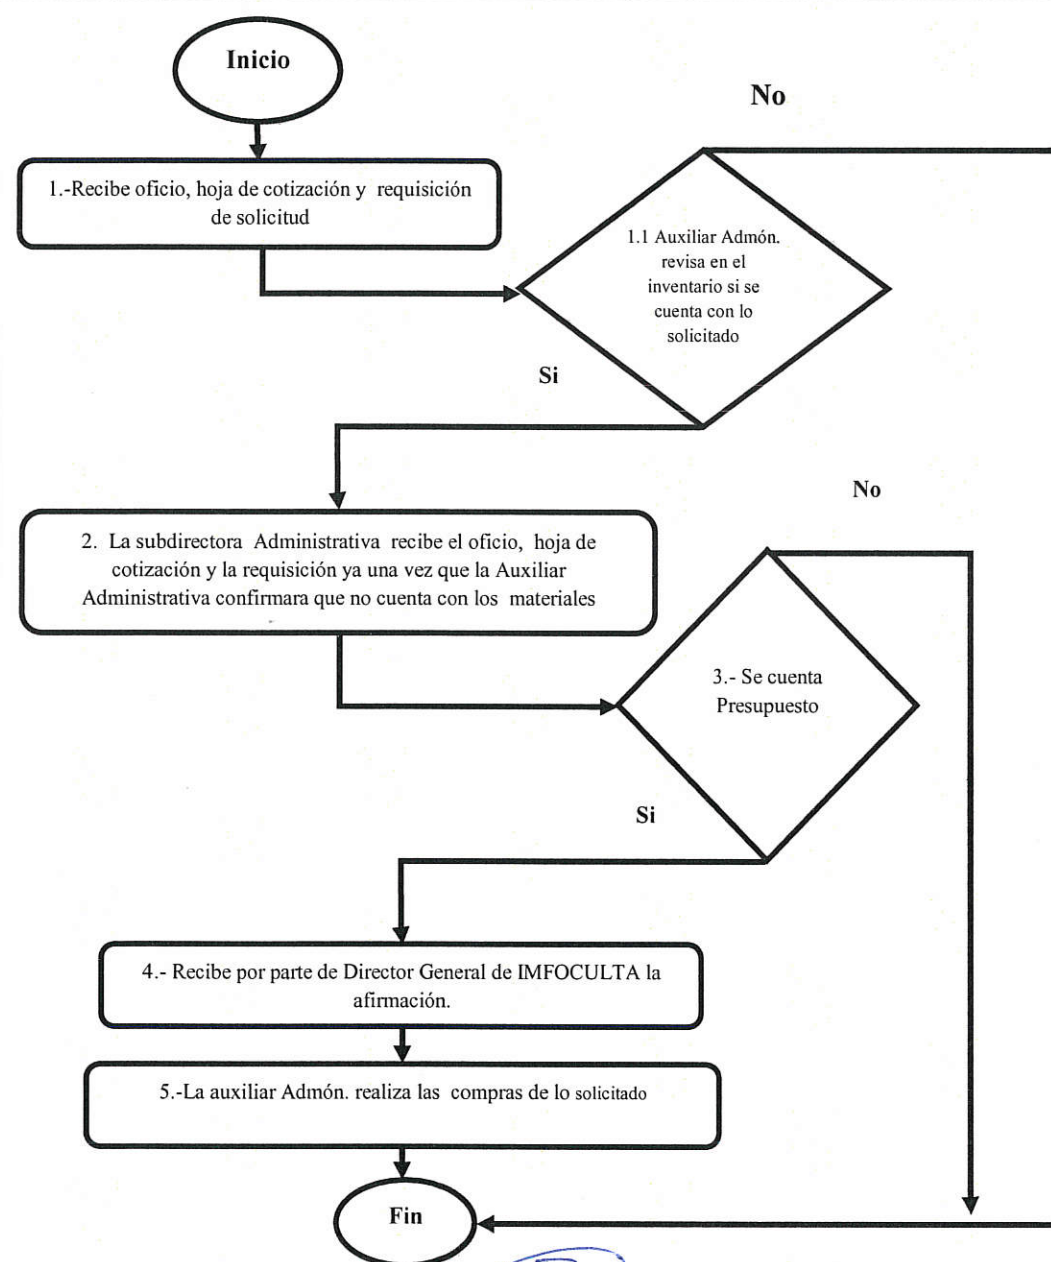 Inicio
No
1.-Recibe oficio, hoja de cotización y requisición
de solicitud
1.1 Auxiliar Admón.
revisa en el
inventario si se
cuenta con lo
solicitado
Si
No
2. La subdirectora Administrativa recibe el oficio, hoja de
cotización y la requisición ya una vez que la Auxiliar
Administrativa confirmara que no cuenta con los materiales
3.- Se cuenta
Presupuesto
Si
4.- Recibe por parte de Director General de IMFOCULTA la
afirmación.
5.-La auxiliar Admón. realiza las compras de lo solicitado
Fin